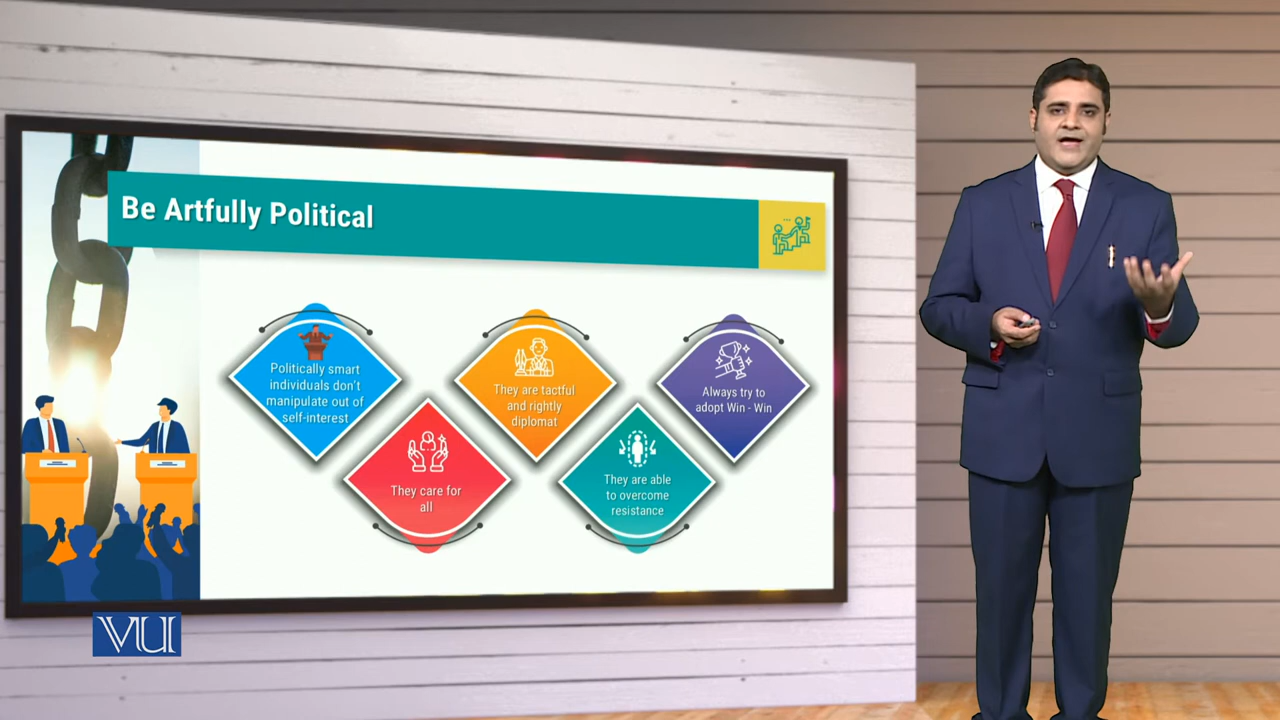 Be Artfully Political
Politically smart
individuals don't
manipulate out of
self-interest
They care for
all
They are tactful
and rightly
diplomat
They are able
to overcome
resistance
Always try to
adopt Win - Win
VU